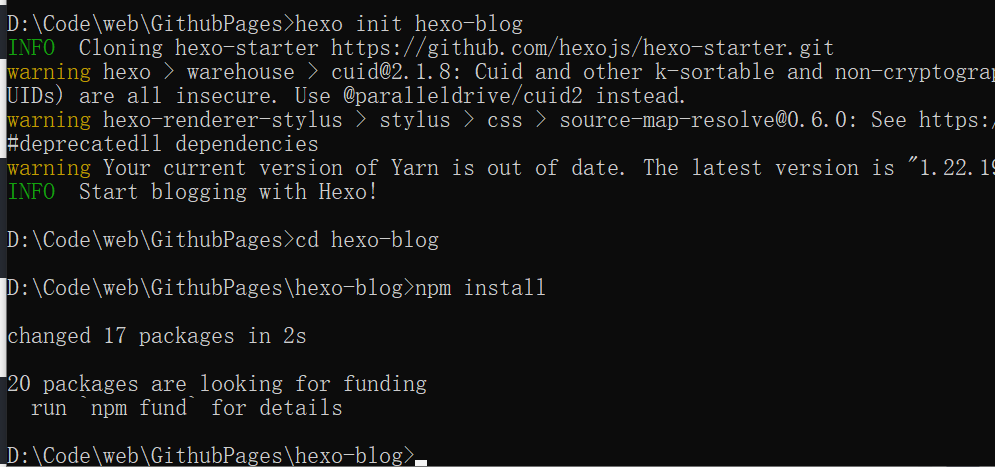 D:\Code\web\GithubPages>hexo init hexo-blog
INFO  Cloning hexo-starter https://github.com/hexojs/hexo-starter.git
warning hexo > warehouse > cuid@2.1.8: Cuid and other k-sortable and non-cryptograp
UIDs) are all insecure. Use @paralleldrive/cuid2 instead.
warning hexo-renderer-stylus > stylus > css > source-map-resolve@0.6.0: See https:/
#deprecatedll dependencies
warning Your current version of Yarn is out of date. The latest version is "1.22.19
INFO  Start blogging with Hexo!
D:\Code\web\GithubPages>cd hexo-blog
D:\Code\web\GithubPages\hexo-blog>npm install
changed 17 packages in 2s
20 packages are looking for funding
  run `npm fund` for details
D:\Code\web\GithubPages\hexo-blog>